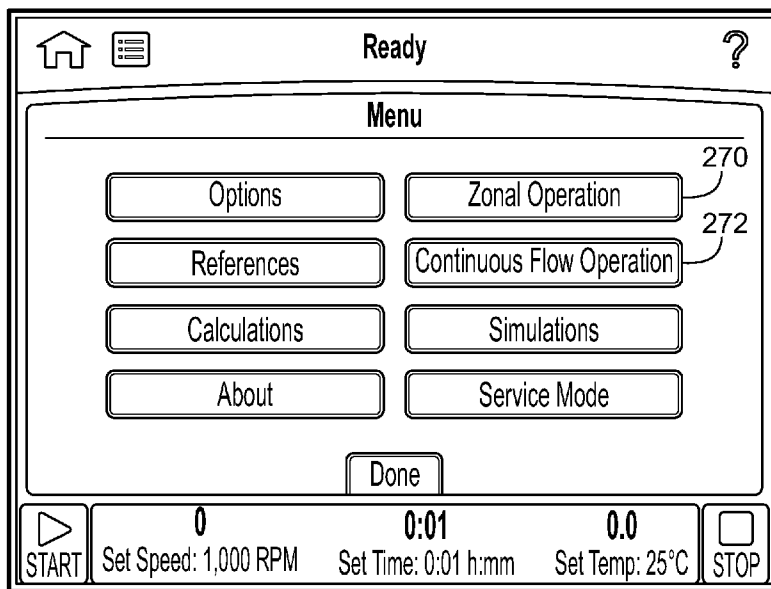 Ready
?
Menu
270
Options
Zonal Operation
272
References
Continuous Flow Operation
Calculations
Simulations
About
Service Mode
Done
0
0:01
0.0
START
Set Speed: 1,000 RPM
Set Time: 0:01 h:mm
Set Temp: 25°C
STOP